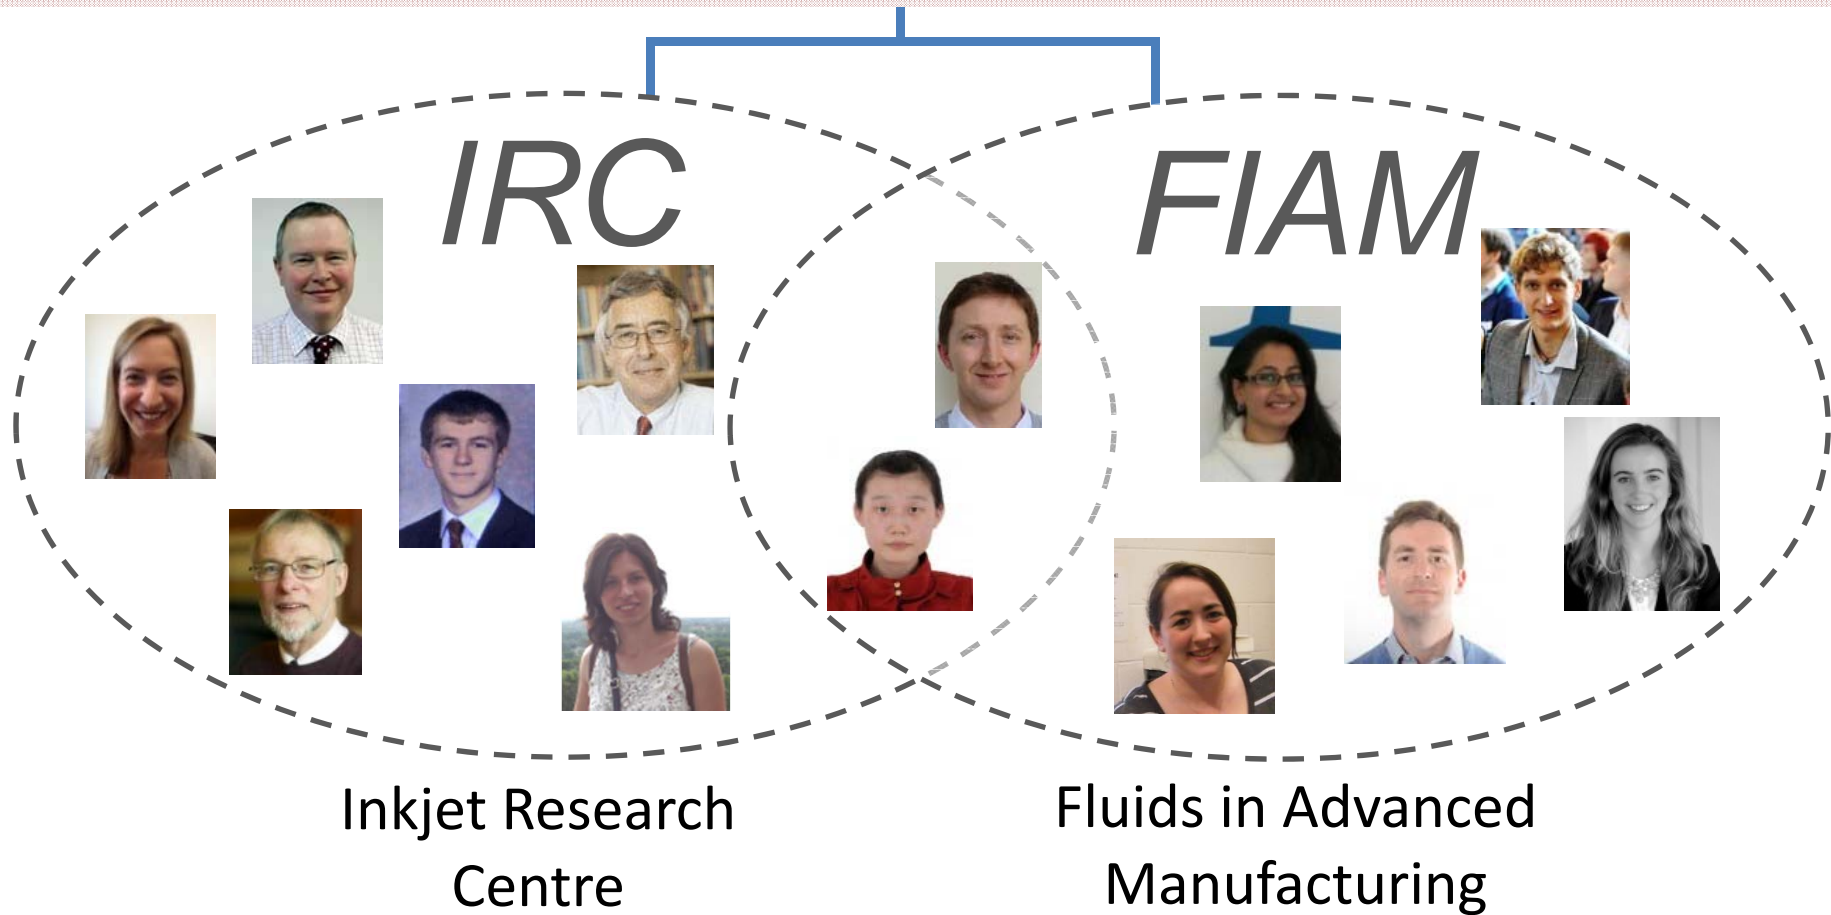 IRC
FIAM
Inkjet Research
Centre
Fluids in Advanced
Manufacturing